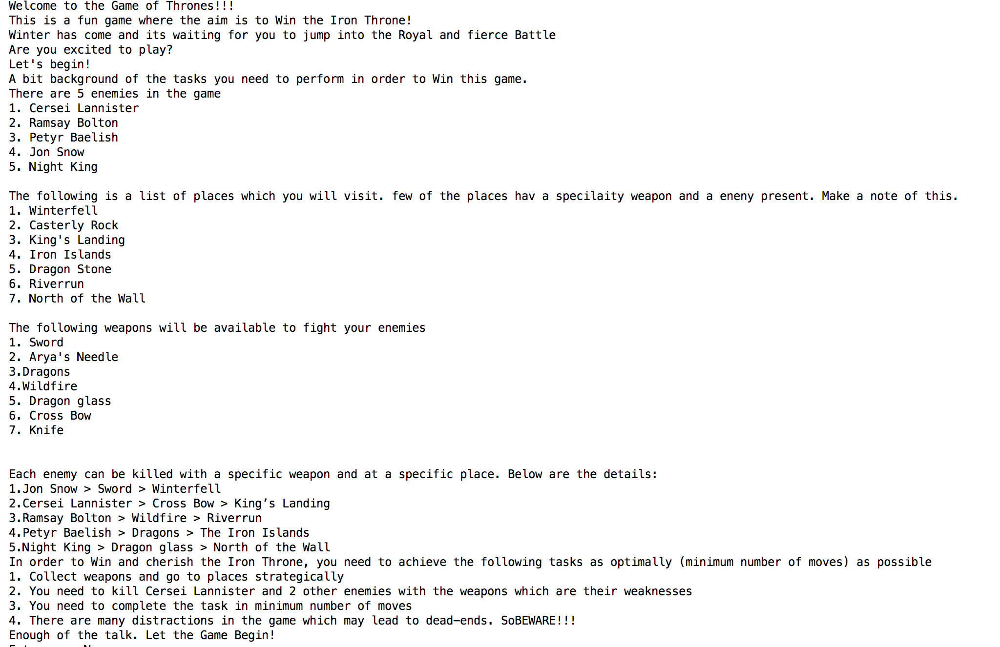 Welcome to the Game of Thrones!!!
This is a fun game where the aim is to Win the Iron Throne!
Winter has come and its waiting for you to jump into the Royal and fierce Battle
Are you excited to play?
Let's begin!
A bit background of the tasks you need to perform in order to Win this game.
There are 5 enemies in the game
1. Cersei Lannister
2. Ramsay Bolton
3. Petyr Baelish
4. Jon Snow
5. Night King
The following is a list of places which you will visit. few of the places hav a specilaity weapon and a eneny present. Make a note of this.
1. Winterfell
2. Casterly Rock
3. King's Landing
4. Iron Islands
5. Dragon Stone
6. Riverrun
7. North of the Wall
The following weapons will be available to fight your enemies
1. Sword
2. Arya's Needle
3.Dragons
4.Wildfire
5. Dragon glass
6. Cross Bow
7. Knife
Each enemy can be killed with a specific weapon and at a specific place. Below are the details:
1.Jon Snow > Sword > Winterfell
2.Cersei Lannister > Cross Bow > King’s Landing
3.Ramsay Bolton > Wildfire > Riverrun
4.Petyr Baelish > Dragons > The Iron Islands
5.Night King > Dragon glass > North of the Wall
In order to Win and cherish the Iron Throne, you need to achieve the following tasks as optimally (minimum number of moves) as possible
1. Collect weapons and go to places strategically
2. You need to kill Cersei Lannister and 2 other enemies with the weapons which are their weaknesses
3. You need to complete the task in minimum number of moves
4. There are many distractions in the game which may lead to dead–ends. SoBEWARE!!!
Enough of the talk. Let the Game Begin!